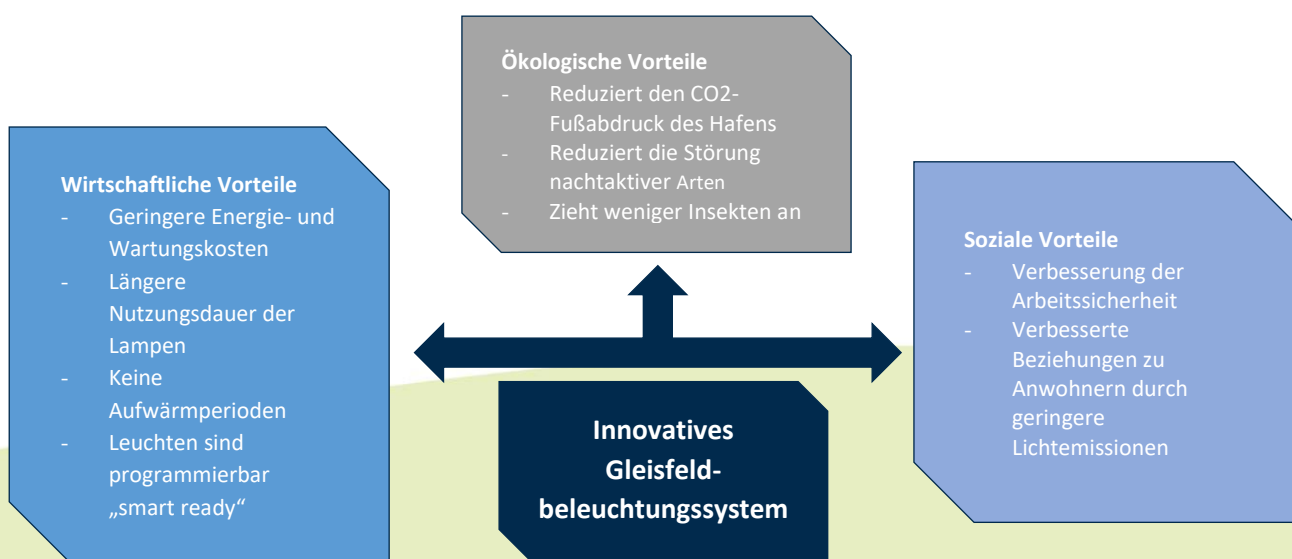 Ökologische Vorteile
- Reduziert den CO2-
Fußabdruck des Hafens
- Reduziert die Störung
nachtaktiver Arten
- Zieht weniger Insekten an
Wirtschaftliche Vorteile
- Geringere Energie- und
Wartungskosten
- Längere
Nutzungsdauer der
Lampen
- Keine
Aufwärmperioden
- Leuchten sind
programmierbar
„smart ready“
Soziale Vorteile
- Verbesserung der
Arbeitssicherheit
- Verbesserte
Beziehungen zu
Anwohnern durch
geringere
Lichtemissionen
Innovatives
Gleisfeld-
beleuchtungssystem